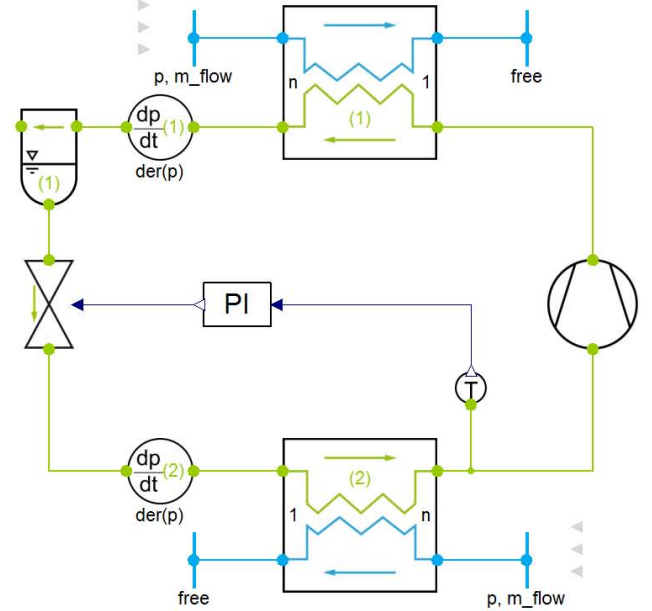 p, m_flow
n
1
free
(1)
dp
dt
(1)
der(p)
(1)
PI
T
dp
dt
(2)
der(p)
(2)
1
n
free
p, m_flow